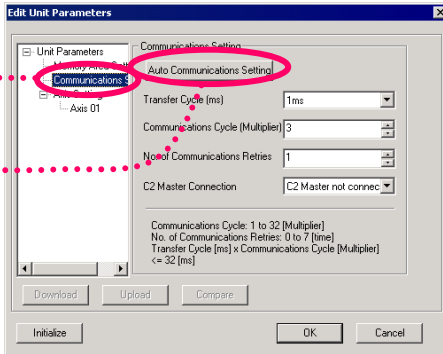 Edit Unit Parameters
Unit Parameters
Communications Setting
Communications S
Auto Communications Setting
Axis 01
Transfer Cycle (ms)
1ms
Communications Cycle (Multiplier)
3
No. of Communications Retries
1
C2 Master Connection
C2 Master not connec
Communications Cycle: 1 to 32 [Multiplier]
No. of Communications Retries: 0 to 7 [time]
Transfer Cycle [ms] x Communications Cycle [Multiplier]
<= 32 [ms]
Download
Upload
Compare
Initialize
OK
Cancel